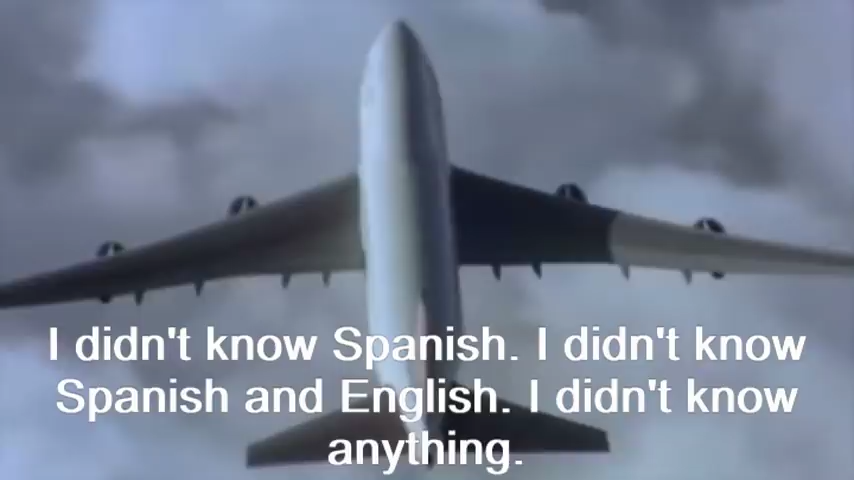 I didn't know Spanish. I didn't know
Spanish and English. I didn't know
anything.